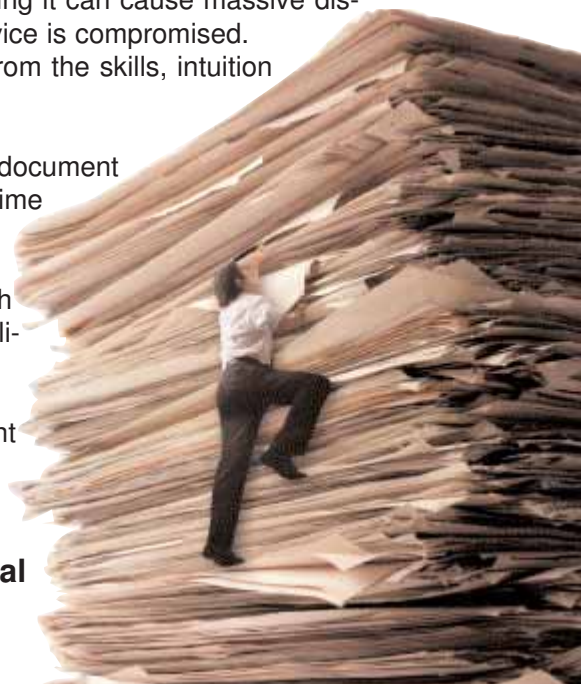 ing it can cause massive dis-
vice is compromised.
rom the skills, intuition
document
ime
h
li-
nt
al